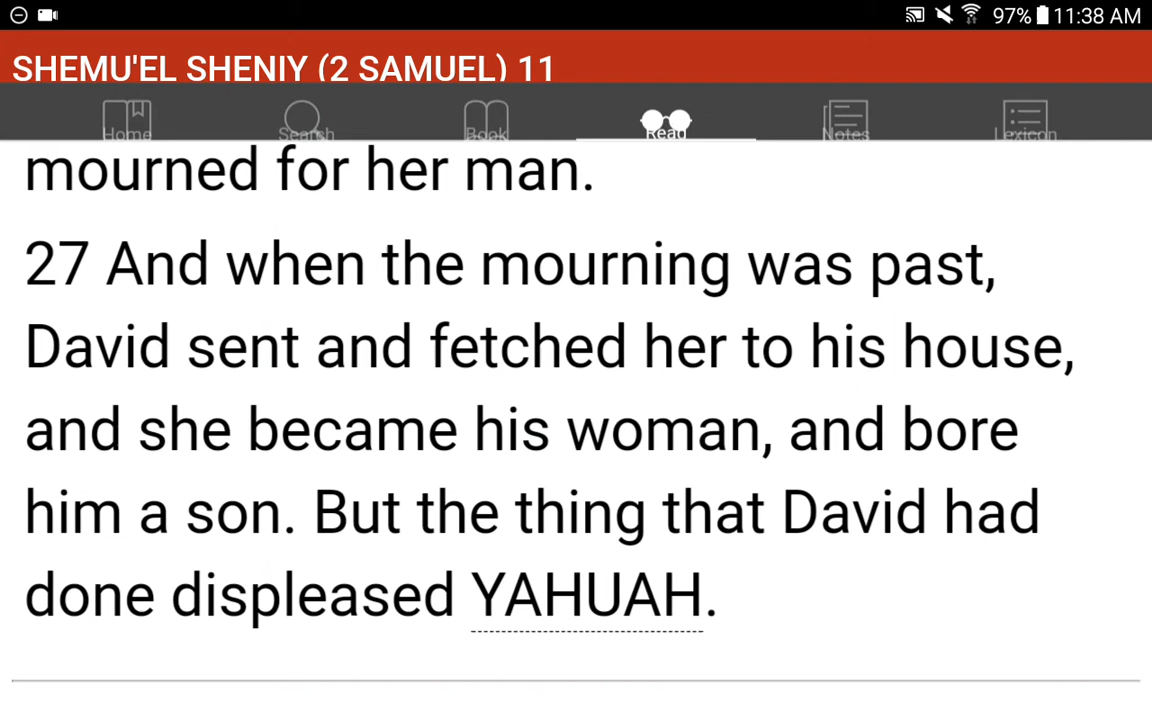 97% 11:38 AM
SHEMU'EL SHENIY (2 SAMUEL) 11
Home Search Book Read Notes Lexicon
mourned for her man.
27 And when the mourning was past,
David sent and fetched her to his house,
and she became his woman, and bore
him a son. But the thing that David had
done displeased YAHUAH.